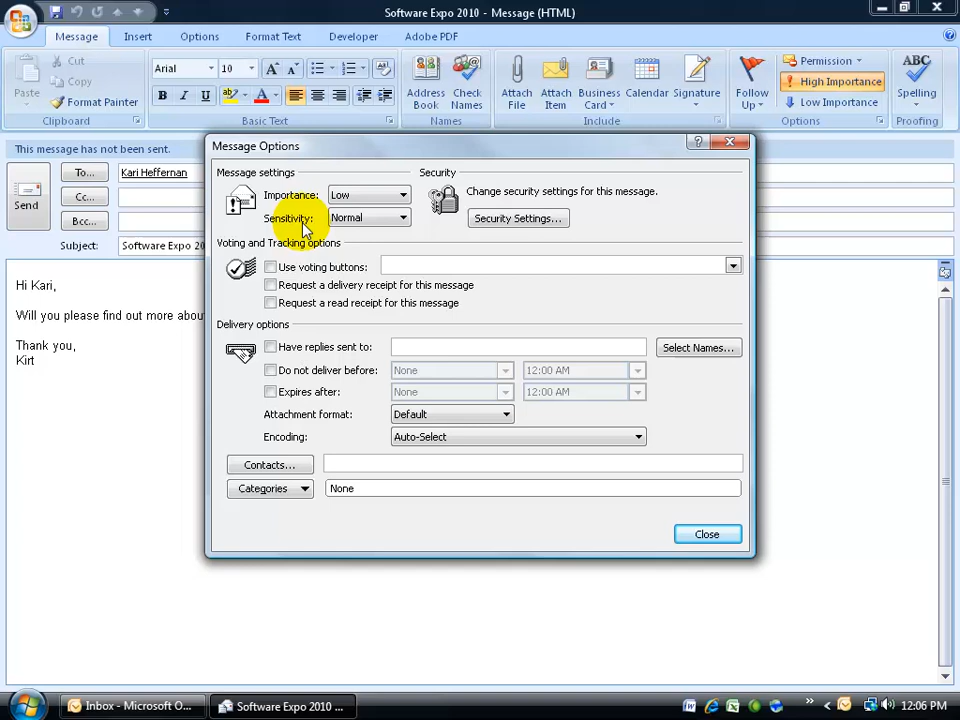 Software Expo 2010 - Message (HTML)
Message Insert Options Format Text Developer Adobe PDF
Paste Cut Copy Format Painter
Arial 10
B I U ab A
Address Book Check Names
Attach File Attach Item Business Card Calendar Signature
Follow Up Permission High Importance Low Importance
ABC Spelling
Clipboard Basic Text Names Include Options Proofing
This message has not been sent.
Send
To... Kari Heffernan
Cc...
Bcc...
Subject: Software Expo 20
Hi Kari,
Will you please find out more abou
Thank you,
Kirt
Message Options
Message settings Security
Importance: Low Change security settings for this message.
Sensitivity: Normal Security Settings...
Voting and Tracking options
Use voting buttons:
Request a delivery receipt for this message
Request a read receipt for this message
Delivery options
Have replies sent to: Select Names...
Do not deliver before: None 12:00 AM
Expires after: None 12:00 AM
Attachment format: Default
Encoding: Auto-Select
Contacts...
Categories None
Close
Inbox - Microsoft O... Software Expo 2010 ... 12:06 PM